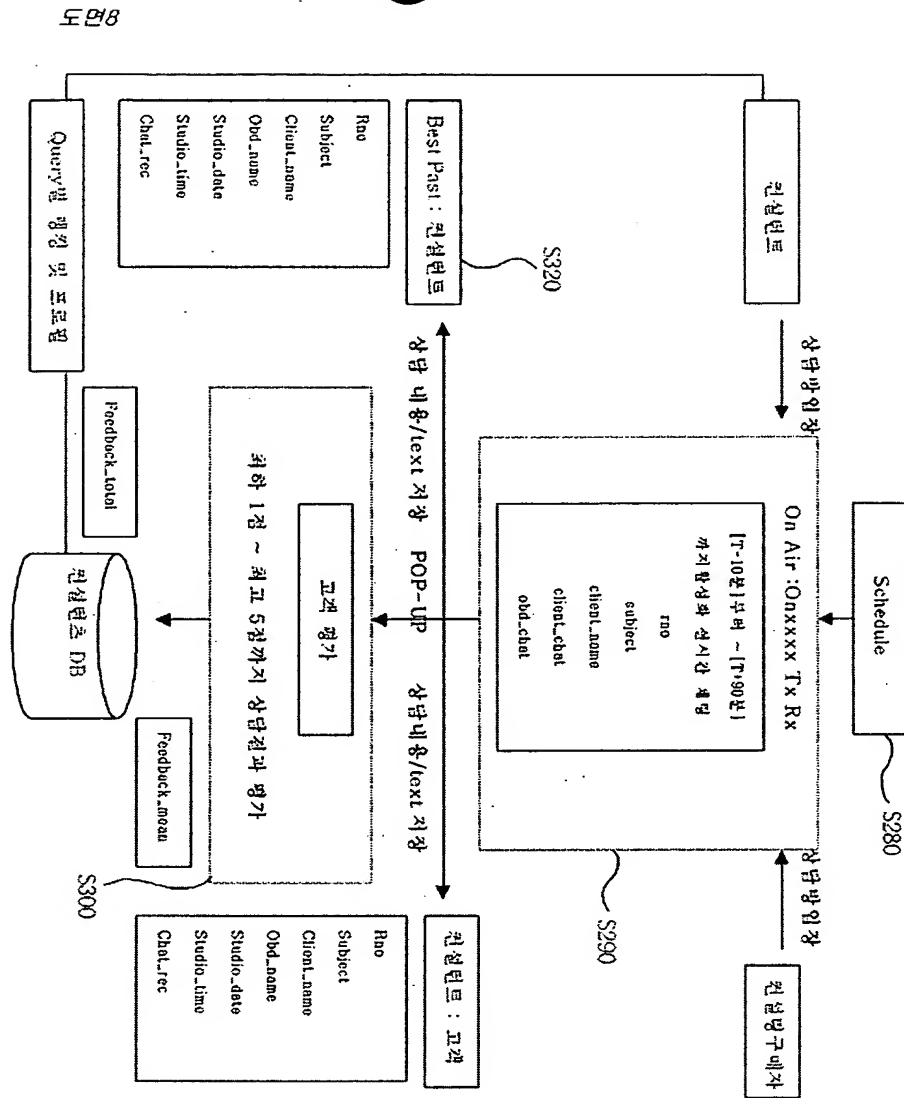 도면8
Schedule
S280
컨설턴트
상담방입장
On Air :Onxxxx Tx Rx
[T-10분]부터 ~ [T+90분]
까지활성화 실시간 채팅
rno
subject
client_name
client_chat
obd_chat
S290
상담방입장
컨설팅구매자
Best Past : 컨설턴트
S320
상담 내용/text 저장
POP-UP
상담내용/text 저장
컨설턴트 : 고객
Rno
Subject
Client_name
Obd_name
Studio_date
Studio_time
Chat_rec
고객 평가
최하 1점 ~ 최고 5점까지 상담결과 평가
S300
Rno
Subject
Client_name
Obd_name
Studio_date
Studio_time
Chat_rec
Query별 랭킹 및 프로필
Feedback_total
컨설턴츠 DB
Feedback_mean